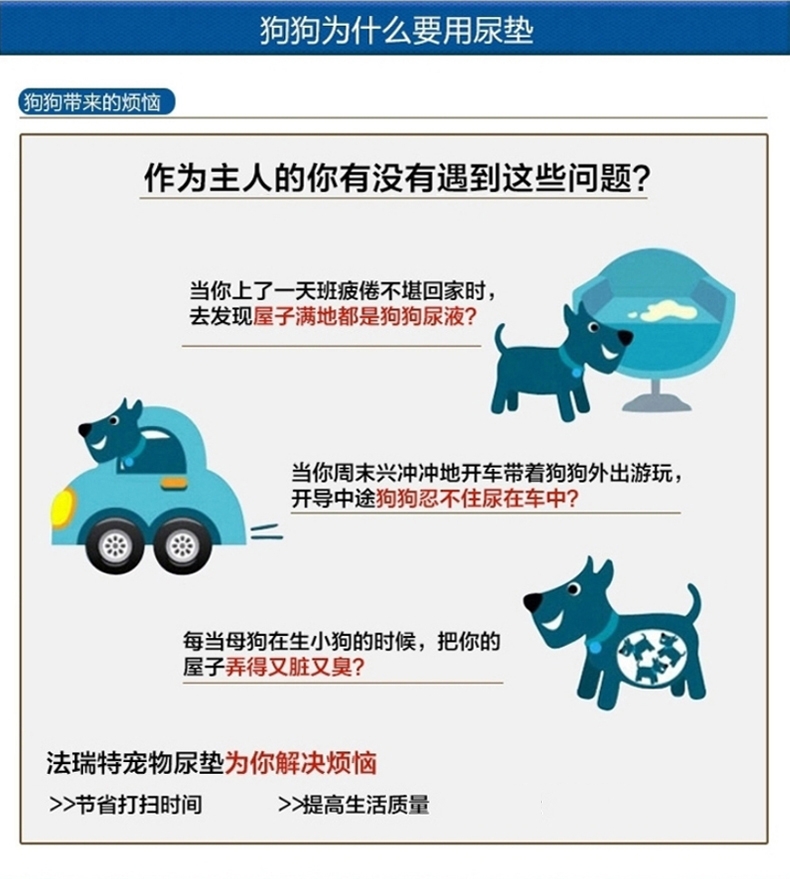 狗狗为什么要用尿垫
狗狗带来的烦恼
作为主人的你有没有遇到这些问题?
当你上了一天班疲倦不堪回家时，
去发现屋子满地都是狗狗尿液?
当你周末兴冲冲地开车带着狗狗外出游玩，
开导中途狗狗忍不住尿在车中?
每当母狗在生小狗的时候，把你的
屋子弄得又脏又臭?
法瑞特宠物尿垫为你解决烦恼
>>节省打扫时间
>>提高生活质量